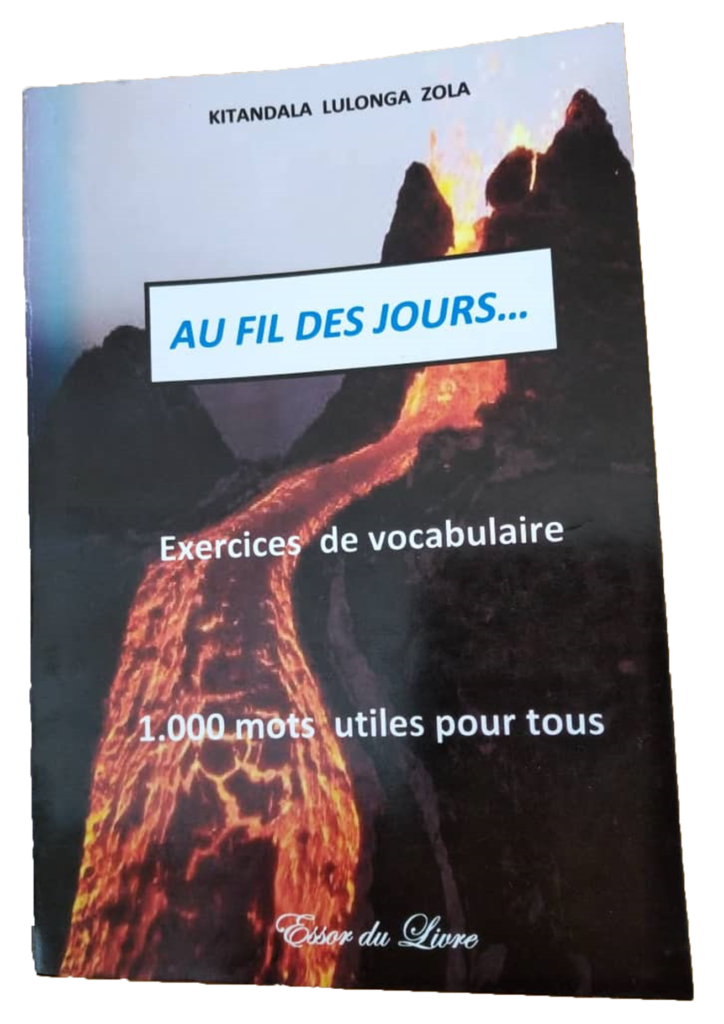 KITANDALA LULONGA ZOLA
AU FIL DES JOURS...
Exercices de vocabulaire
1.000 mots utiles pour tous
Essor du Livre